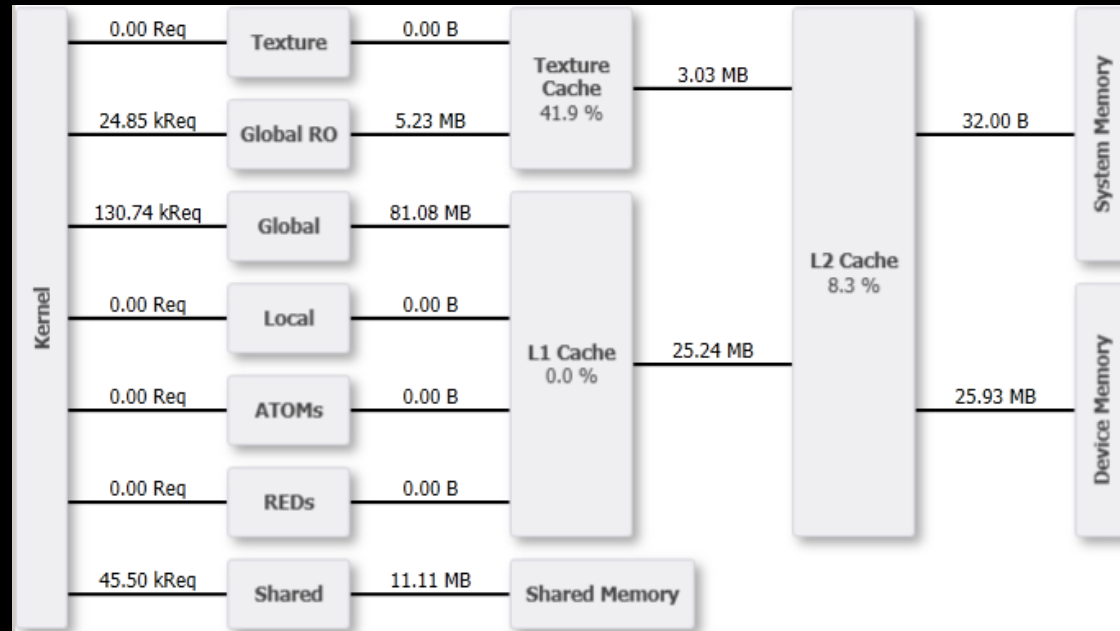 Kernel
0.00 Req
Texture
0.00 B
24.85 kReq
Global RO
5.23 MB
Texture
Cache
41.9 %
3.03 MB
130.74 kReq
Global
81.08 MB
0.00 Req
Local
0.00 B
0.00 Req
ATOMs
0.00 B
0.00 Req
REDs
0.00 B
L1 Cache
0.0 %
25.24 MB
45.50 kReq
Shared
11.11 MB
Shared Memory
L2 Cache
8.3 %
32.00 B
System Memory
25.93 MB
Device Memory